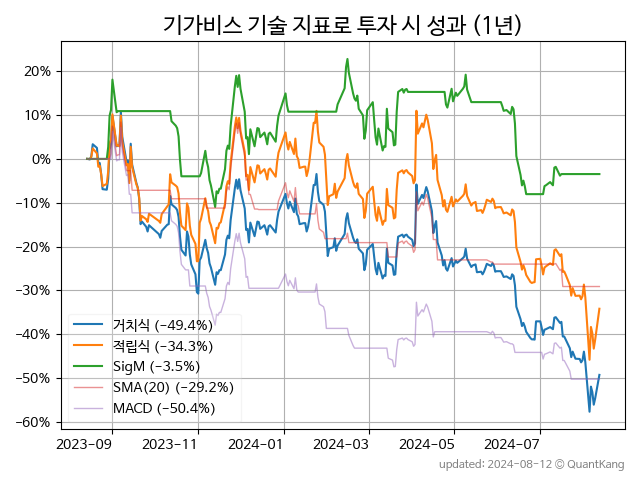 기가비스 기술 지표로 투자 시 성과 (1년)
20%
10%
0%
−10%
−20%
−30%
−40%
−50%
−60%
거치식 (−49.4%)
적립식 (−34.3%)
SigM (−3.5%)
SMA(20) (−29.2%)
MACD (−50.4%)
2023-09 2023-11 2024-01 2024-03 2024-05 2024-07
updated: 2024-08-12 © QuantKang